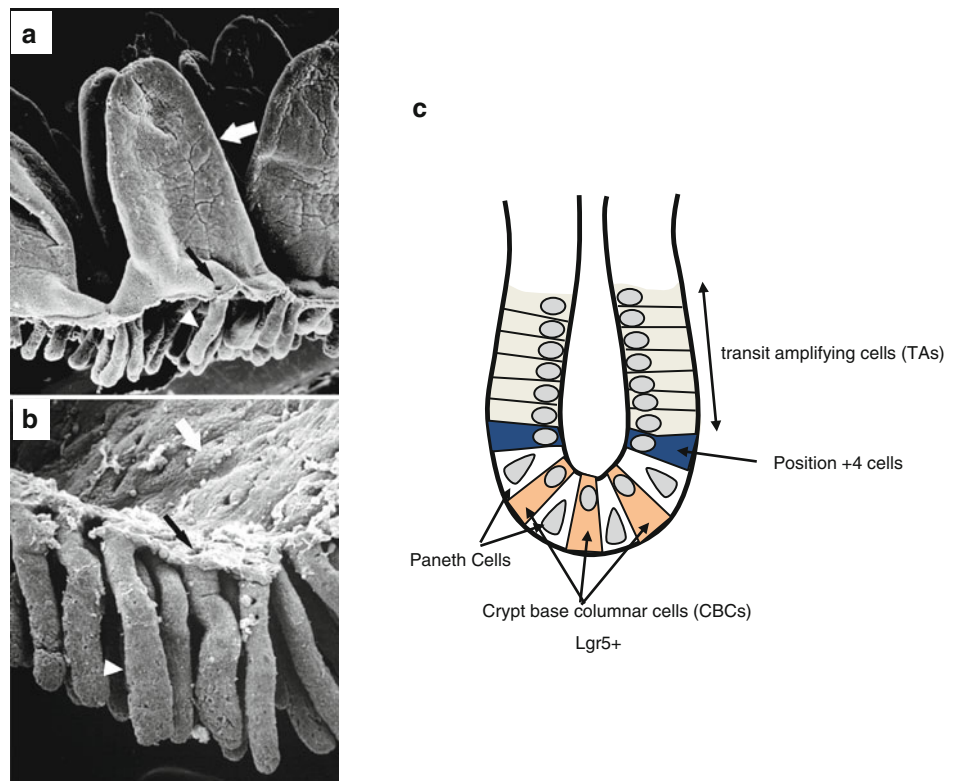 a
b
c
transit amplifying cells (TAs)
Position +4 cells
Paneth Cells
Crypt base columnar cells (CBCs)
Lgr5+